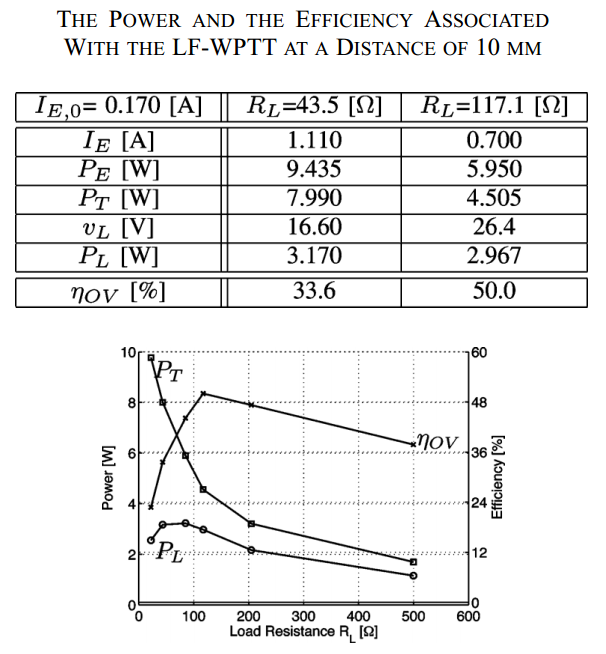 THE POWER AND THE EFFICIENCY ASSOCIATED
WITH THE LF-WPTT AT A DISTANCE OF 10 MM
I_{E,0}= 0.170 [A] R_L=43.5 [Ω] R_L=117.1 [Ω]
I_E [A] 1.110 0.700
P_E [W] 9.435 5.950
P_T [W] 7.990 4.505
v_L [V] 16.60 26.4
P_L [W] 3.170 2.967
η_{OV} [%] 33.6 50.0
10 60
P_T
8 48
η_{OV}
6 36
Power [W]
Efficiency [%]
4 24
P_L
2 12
0 0
0 100 200 300 400 500 600
Load Resistance R_L [Ω]